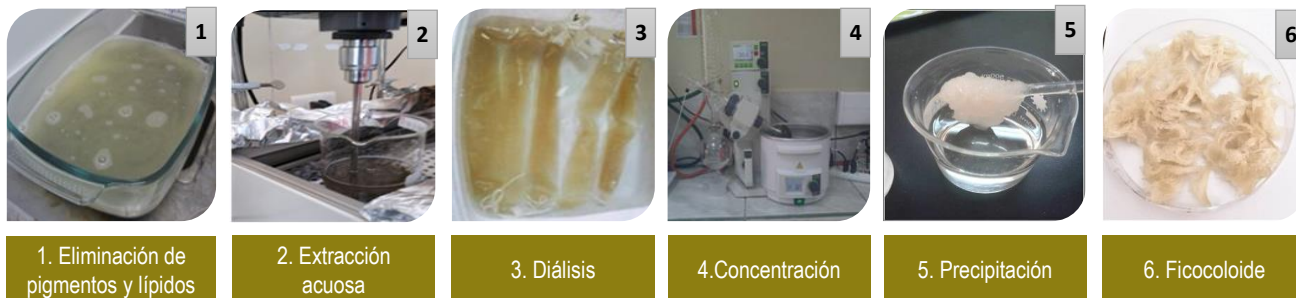 1
2
3
4
5
6
1. Eliminación de
pigmentos y lípidos
2. Extracción
acuosa
3. Diálisis
4.Concentración
5. Precipitación
6. Ficocoloide